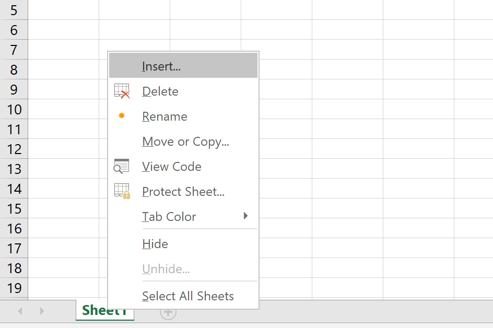 5
6
7
8
9
10
11
12
13
14
15
16
17
18
19
Insert...
Delete
Rename
Move or Copy...
View Code
Protect Sheet...
Tab Color
Hide
Unhide...
Select All Sheets
Sheet1